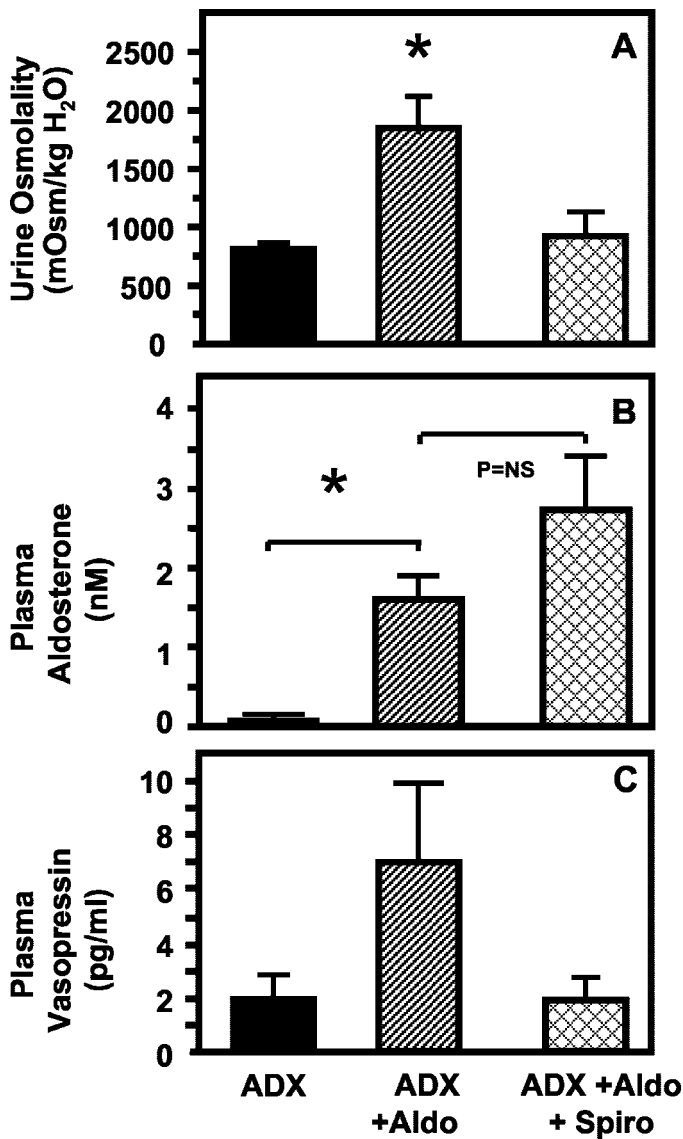 A
*
Urine Osmolality
(mOsm/kg H₂O)
2500
2000
1500
1000
500
0
B
*
P=NS
Plasma
Aldosterone
(nM)
4
3
2
1
0
C
Plasma
Vasopressin
(pg/ml)
10
8
6
4
2
0
ADX
ADX
+Aldo
ADX +Aldo
+ Spiro